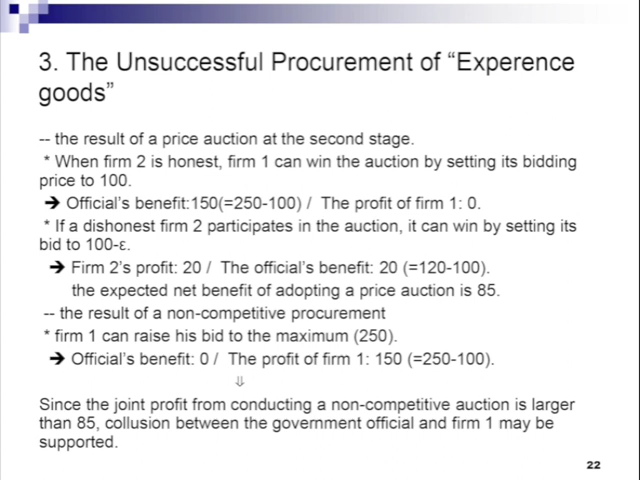 3. The Unsuccessful Procurement of “Experence
goods”
-- the result of a price auction at the second stage.
* When firm 2 is honest, firm 1 can win the auction by setting its bidding
price to 100.
➔ Official’s benefit:150(=250-100) / The profit of firm 1: 0.
* If a dishonest firm 2 participates in the auction, it can win by setting its
bid to 100-ε.
➔ Firm 2’s profit: 20 / The official’s benefit: 20 (=120-100).
the expected net benefit of adopting a price auction is 85.
-- the result of a non-competitive procurement
* firm 1 can raise his bid to the maximum (250).
➔ Official’s benefit: 0 / The profit of firm 1: 150 (=250-100).
⇓
Since the joint profit from conducting a non-competitive auction is larger
than 85, collusion between the government official and firm 1 may be
supported.
22